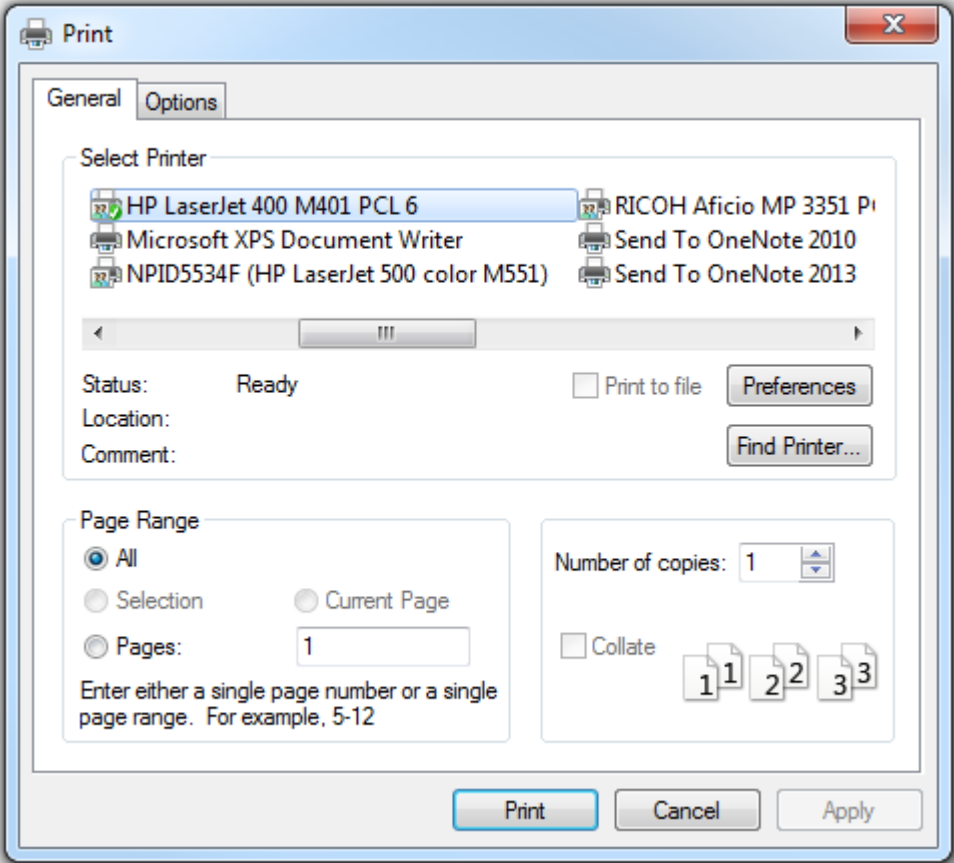 Print
General
Options
Select Printer
HP LaserJet 400 M401 PCL 6
RICOH Aficio MP 3351
Microsoft XPS Document Writer
Send To OneNote 2010
NPID5534F (HP LaserJet 500 color M551)
Send To OneNote 2013
Status: Ready
Print to file
Preferences
Location:
Comment:
Find Printer...
Page Range
All
Number of copies: 1
Selection
Current Page
Pages: 1
Collate
1 1 2 2 3 3
Enter either a single page number or a single
page range. For example, 5-12
Print
Cancel
Apply